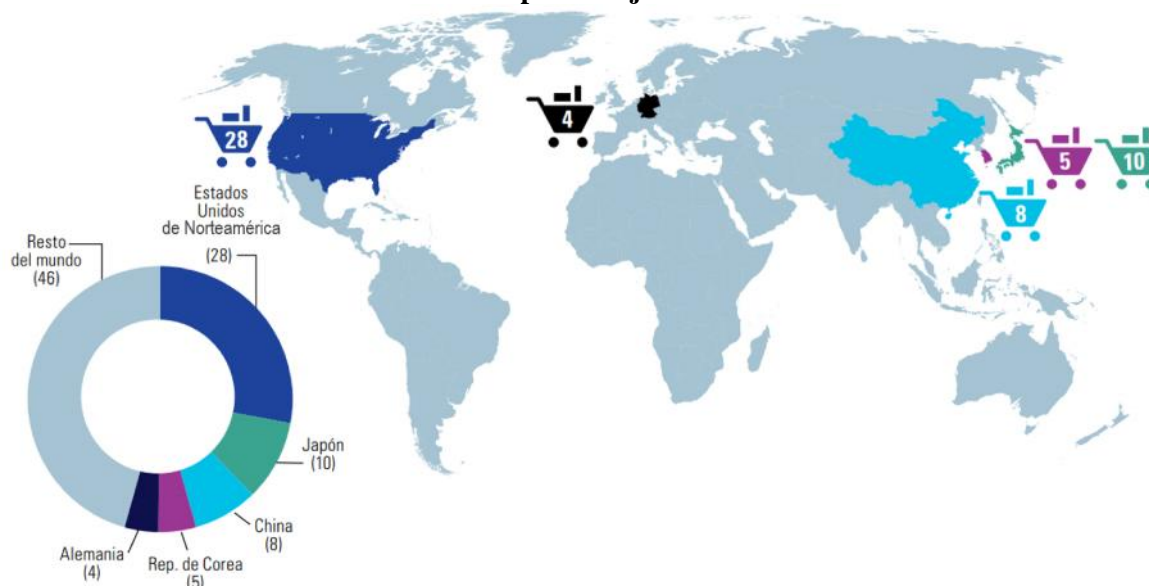 28
4
5
10
8
Estados
Unidos
de Norteamérica
(28)
Resto
del mundo
(46)
Japón
(10)
China
(8)
Rep. de Corea
(5)
Alemania
(4)